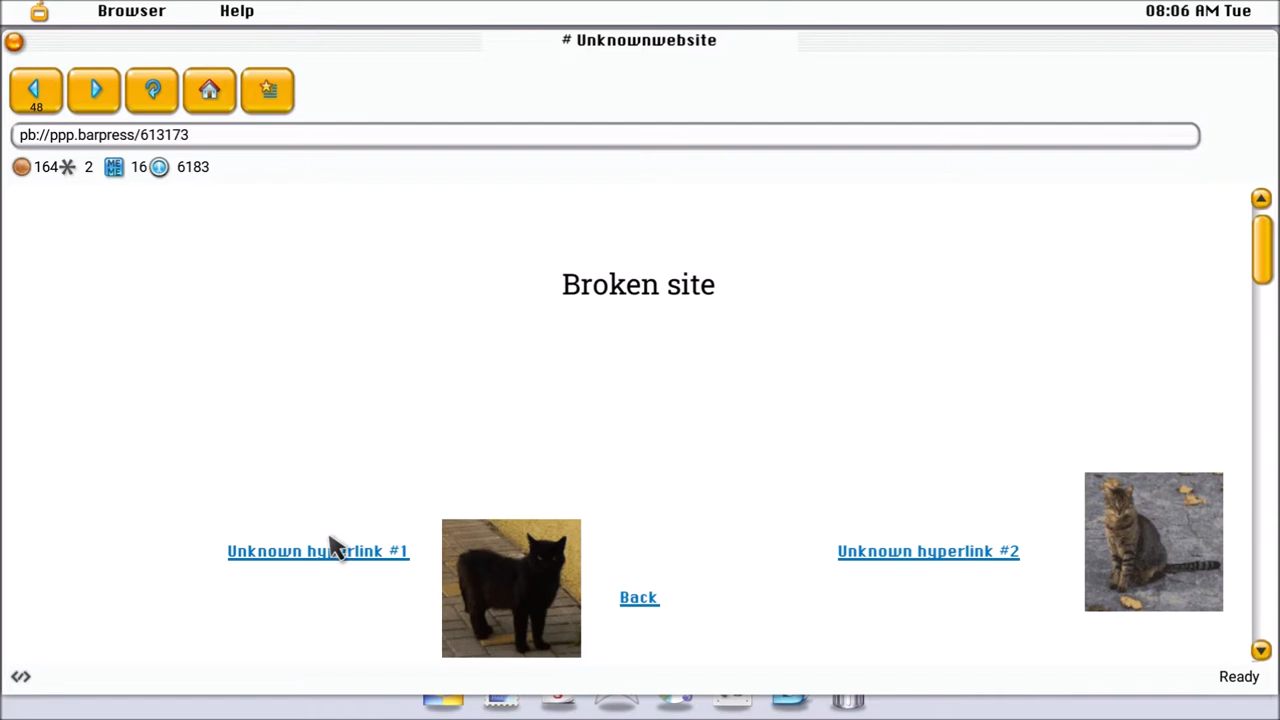 Browser Help 08:06 AM Tue
# Unknownwebsite
48
pb://ppp.barpress/613173
164 2 MEME 16 6183
Broken site
Unknown hyperlink #1 Unknown hyperlink #2
Back
Ready